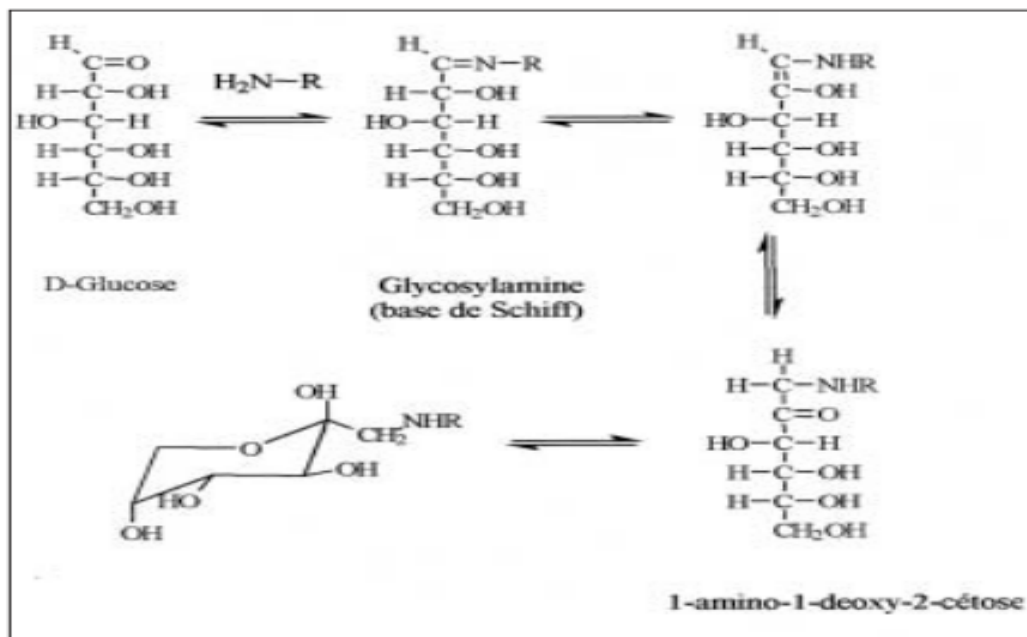 H
C=O
H—C—OH
HO—C—H
H—C—OH
H—C—OH
CH₂OH
H₂N—R
H
C=N—R
H—C—OH
HO—C—H
H—C—OH
H—C—OH
CH₂OH
H
C—NHR
C—OH
HO—C—H
H—C—OH
H—C—OH
CH₂OH
D-Glucose
Glycosylamine
(base de Schiff)
OH
O
CH₂
NHR
OH
HO
OH
H
H—C—NHR
C=O
HO—C—H
H—C—OH
H—C—OH
CH₂OH
1-amino-1-deoxy-2-cétose